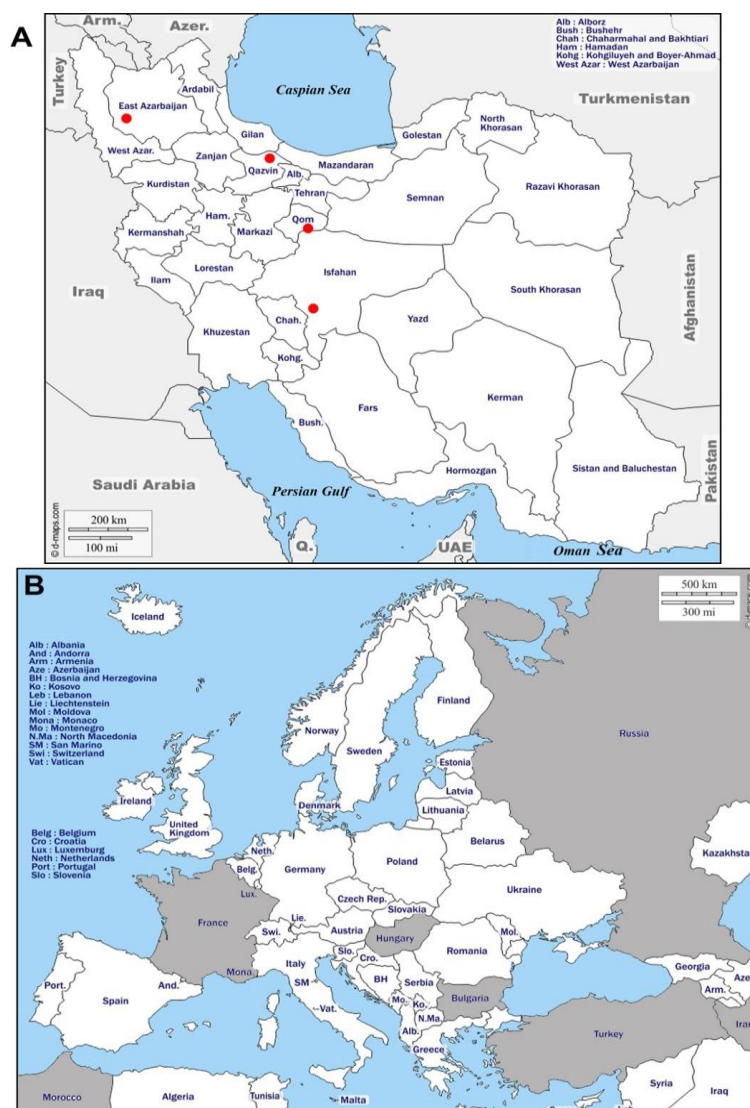 A
Arm.
Azer.
Alb : Alborz
Bush : Bushehr
Chah : Chaharmahal and Bakhtiari
Ham : Hamadan
Kohg : Kohgiluyeh and Boyer-Ahmad
West Azar : West Azarbaijan
Turkey
Caspian Sea
Turkmenistan
Ardabil
East Azarbaijan
North
Khorasan
Golestan
Gilan
West Azar.
Zanjan
Mazandaran
Qazvin
Alb.
Razavi Khorasan
Kurdistan
Tehran
Semnan
Ham.
Qom
Kermanshah
Markazi
Lorestan
Isfahan
Ilam
Iraq
South Khorasan
Afghanistan
Khuzestan
Chah.
Yazd
Kohg.
Kerman
Fars
Bush.
Hormozgan
Sistan and Baluchestan
Pakistan
Saudi Arabia
Persian Gulf
200 km
100 mi
© d-maps.com
Q.
UAE
Oman Sea
B
500 km
300 mi
Iceland
Alb : Albania
And : Andorra
Arm : Armenia
Aze : Azerbaijan
BH : Bosnia and Herzegovina
Ko : Kosovo
Leb : Lebanon
Lie : Liechtenstein
Mol : Moldova
Mona : Monaco
Mo : Montenegro
N.Ma : North Macedonia
SM : San Marino
Swi : Switzerland
Vat : Vatican
Finland
Norway
Sweden
Russia
Estonia
Latvia
Lithuania
Ireland
United
Kingdom
Denmark
Belg : Belgium
Cro : Croatia
Lux : Luxemburg
Neth : Netherlands
Port : Portugal
Slo : Slovenia
Neth.
Belg.
Germany
Poland
Belarus
Kazakhsta
Lux.
Czech Rep.
Ukraine
Slovakia
France
Lie.
Swi.
Austria
Hungary
Mol.
Slo.
Cro.
Romania
Italy
Mona.
SM
BH
Serbia
Georgia
Aze
Arm.
Port.
Spain
And.
Vat.
Mo.
Ko.
N.Ma.
Bulgaria
Alb.
Greece
Turkey
Iran
Morocco
Algeria
Tunisia
Malta
Syria
Iraq